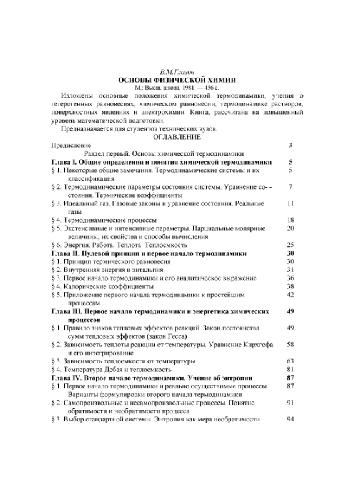 В.М.Глазов
ОСНОВЫ ФИЗИЧЕСКОЙ ХИМИИ
М.: Высш. школа, 1981. — 456 с.
Изложены основные положения химической термодинамики, учения о
гетерогенных равновесиях, химическом равновесии, термодинамике растворов,
поверхностных явлениях и электрохимии. Книга рассчитана на повышенный
уровень математической подготовки.
Предназначается для студентов технических вузов.
ОГЛАВЛЕНИЕ
Предисловие 3
Раздел первый. Основы химической термодинамики
Глава I. Общие определения и понятия химической термодинамики 5
§ 1. Некоторые общие замечания. Термодинамические системы и их 5
классификация
§ 2. Термодинамические параметры состояния системы. Уравнение со- 7
стояния. Термические коэффициенты
§ 3. Идеальный газ. Газовые законы и уравнение состояния. Реальные 11
газы
§ 4. Термодинамические процессы 18
§ 5. Экстенсивные и интенсивные параметры. Парциальные молярные 20
величины, их свойства и способы вычисления
§ 6. Энергия. Работа. Теплота. Теплоемкость 25
Глава II. Нулевой принцип и первое начало термодинамики 30
§ 1. Принцип термического равновесия 30
§ 2. Внутренняя энергия и энтальпия 31
§ 3. Первое начало термодинамики и его аналитическое выражение 36
§ 4. Калорические коэффициенты 38
§ 5. Приложение первого начала термодинамики к простейшим 42
процессам
Глава III. Первое начало термодинамики и энергетика химических 49
процессов
§ 1. Правило знаков тепловых эффектов реакций. Закон постоянства 49
сумм тепловых эффектов (закон Гесса)
§ 2. Зависимость теплоты реакции от температуры. Уравнение Кирхгофа 58
и его интегрирование
§ 3. Зависимость теплоемкости от температуры 63
§ 4. Температура Дебая и теплоемкость 81
Глава IV. Второе начало термодинамики. Учение об энтропии 87
§ 1. Первое начало термодинамики и реально осуществимые процессы. 87
Варианты формулировки второго начала термодинамики
§ 2. Самопроизвольные и несамопроизвольные процессы. Понятие 91
обратимости и необратимости процесса
§ 3. Выбор стандартной системы. Энтропия как мера необратимости 94